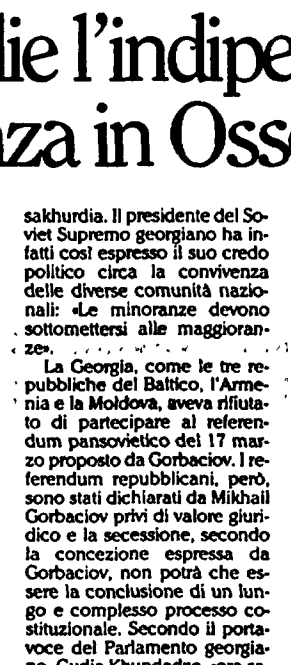 lie l'indipe
nza in Oss
sakhurdia. Il presidente del So-
viet Supremo georgiano ha in-
fatti così espresso il suo credo
politico circa la convivenza
delle diverse comunità nazio-
nali: «Le minoranze devono
sottomettersi alle maggioran-
ze».
La Georgia, come le tre re-
pubbliche del Baltico, l'Arme-
nia e la Moldova, aveva rifiuta-
to di partecipare al referen-
dum pansovietico del 17 mar-
zo proposto da Gorbaciov. I re-
ferendum repubblicani, però,
sono stati dichiarati da Mikhail
Gorbaciov privi di valore giuri-
dico e la secessione, secondo
la concezione espressa da
Gorbaciov, non potrà che es-
sere la conclusione di un lun-
go e complesso processo co-
stituzionale. Secondo il porta-
voce del Parlamento georgia-